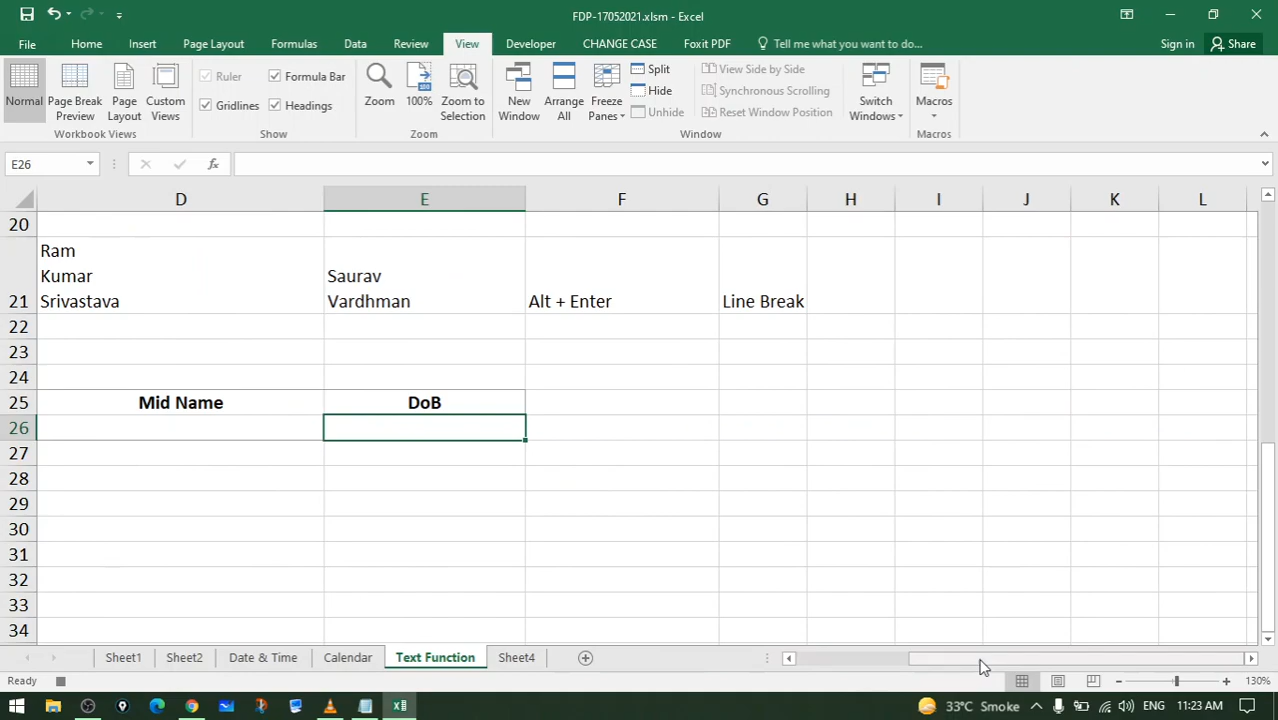 FDP-17052021.xlsm - Excel
File Home Insert Page Layout Formulas Data Review View Developer CHANGE CASE Foxit PDF Tell me what you want to do... Sign in Share
Normal
Page Break Preview
Page Layout
Custom Views
Workbook Views
Ruler
Formula Bar
Gridlines
Headings
Show
Zoom
100%
Zoom to Selection
Zoom
New Window
Arrange All
Freeze Panes
Split
Hide
Unhide
View Side by Side
Synchronous Scrolling
Reset Window Position
Window
Switch Windows
Macros
Macros
E26
fx
D E F G H I J K L
20
Ram
Kumar
Saurav
21 Srivastava Vardhman Alt + Enter Line Break
22
23
24
25 Mid Name DoB
26
27
28
29
30
31
32
33
34
Sheet1 Sheet2 Date & Time Calendar Text Function Sheet4
Ready 130%
33°C Smoke ENG 11:23 AM